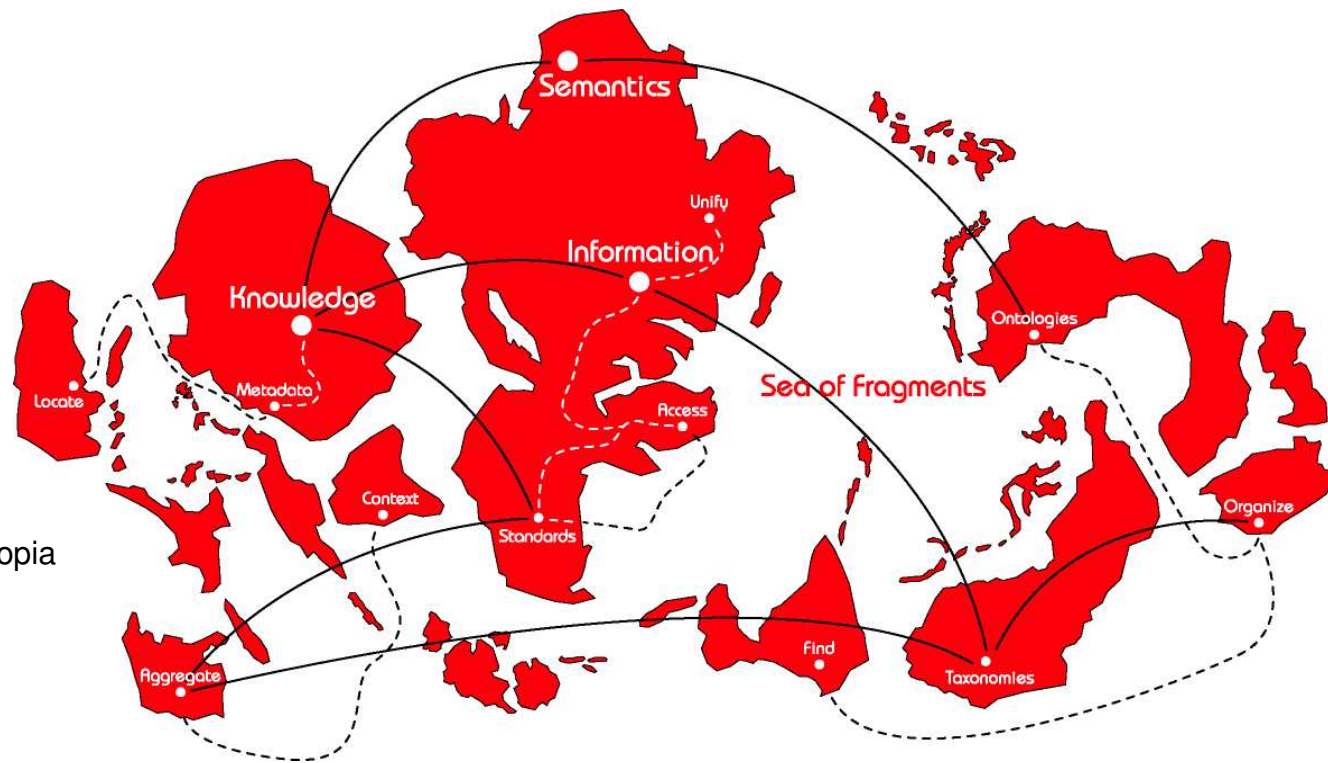 Semantics
Unify
Information
Knowledge
Ontologies
Sea of Fragments
Locate
Metadata
Access
Context
Organize
Standards
opia
Find
Aggregate
Taxonomies